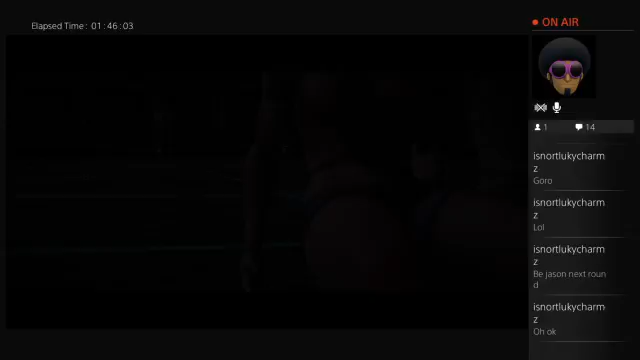 Elapsed Time: 01:46:03
ON AIR
1 14
isnortlukycharm
z
Goro
isnortlukycharm
z
Lol
isnortlukycharm
z
Be jason next roun
d
isnortlukycharm
z
Oh ok